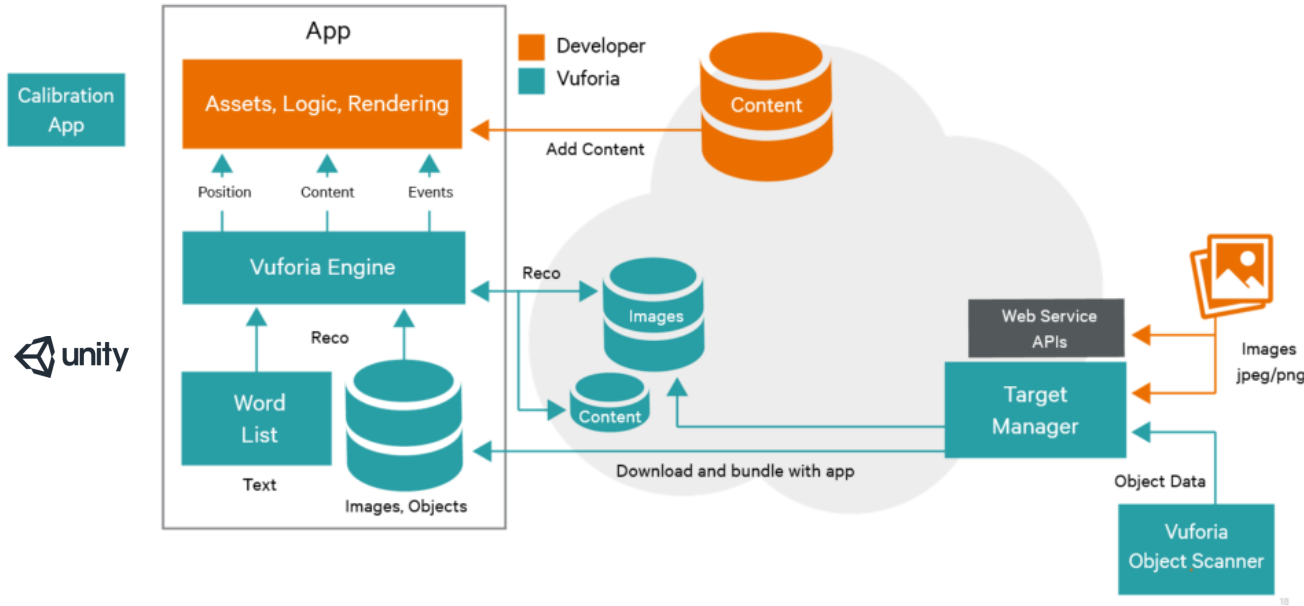 App
Developer
Vuforia
Calibration
App
Assets, Logic, Rendering
Content
Add Content
Position
Content
Events
Vuforia Engine
Reco
Images
Web Service
APIs
Images
jpeg/png
unity
Reco
Word
List
Content
Target
Manager
Download and bundle with app
Text
Images, Objects
Object Data
Vuforia
Object Scanner
18